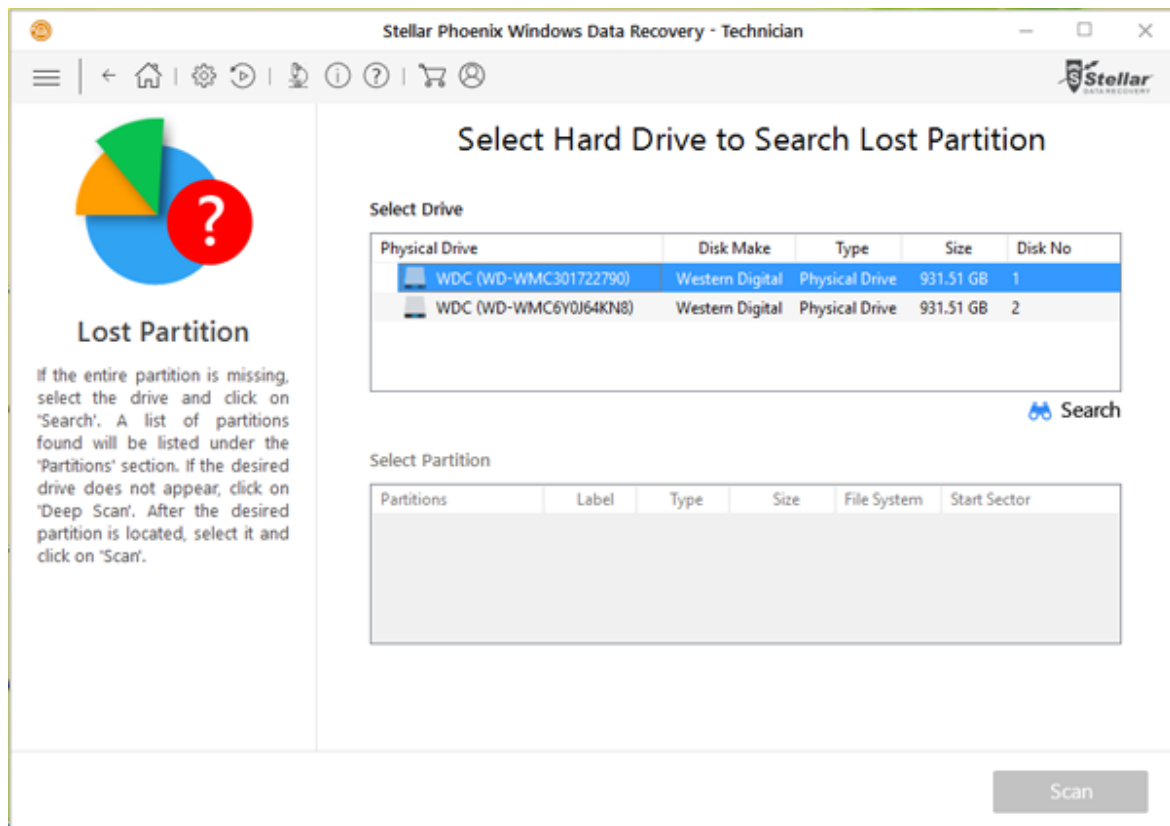 Stellar Phoenix Windows Data Recovery - Technician
Stellar
DATA RECOVERY
Select Hard Drive to Search Lost Partition
Select Drive
Physical Drive Disk Make Type Size Disk No
WDC (WD-WMC301722790) Western Digital Physical Drive 931.51 GB 1
WDC (WD-WMC6Y0J64KN8) Western Digital Physical Drive 931.51 GB 2
Search
Select Partition
Partitions Label Type Size File System Start Sector
?
Lost Partition
If the entire partition is missing,
select the drive and click on
'Search'. A list of partitions
found will be listed under the
'Partitions' section. If the desired
drive does not appear, click on
'Deep Scan'. After the desired
partition is located, select it and
click on 'Scan'.
Scan